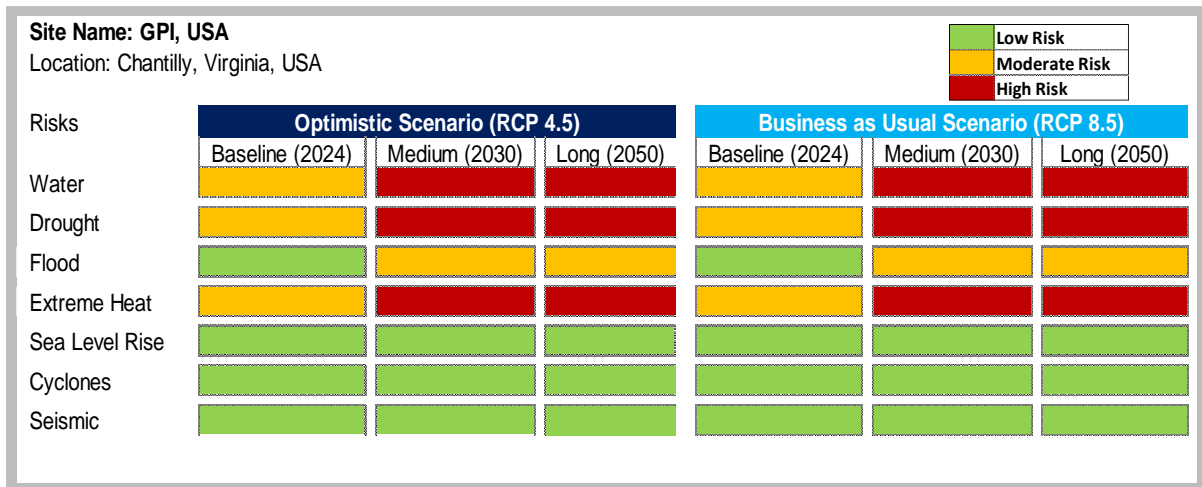 Site Name: GPI, USA
Location: Chantilly, Virginia, USA
Low Risk
Moderate Risk
High Risk
Risks
Optimistic Scenario (RCP 4.5)
Business as Usual Scenario (RCP 8.5)
Baseline (2024) Medium (2030) Long (2050) Baseline (2024) Medium (2030) Long (2050)
Water
Drought
Flood
Extreme Heat
Sea Level Rise
Cyclones
Seismic